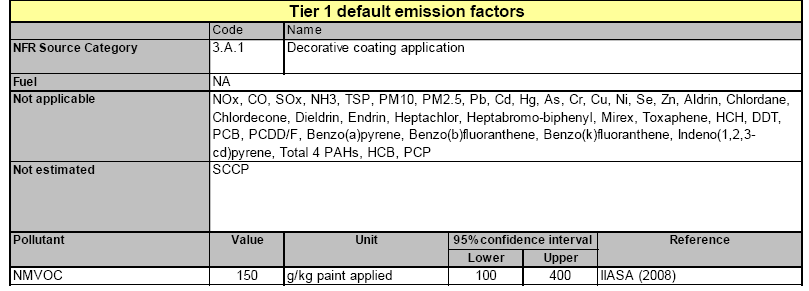 Tier 1 default emission factors
Code Name
NFR Source Category 3.A.1 Decorative coating application
Fuel NA
Not applicable NOx, CO, SOx, NH3, TSP, PM10, PM2.5, Pb, Cd, Hg, As, Cr, Cu, Ni, Se, Zn, Aldrin, Chlordane,
Chlordecone, Dieldrin, Endrin, Heptachlor, Heptabromo-biphenyl, Mirex, Toxaphene, HCH, DDT,
PCB, PCDD/F, Benzo(a)pyrene, Benzo(b)fluoranthene, Benzo(k)fluoranthene, Indeno(1,2,3-
cd)pyrene, Total 4 PAHs, HCB, PCP
Not estimated SCCP
Pollutant Value Unit 95% confidence interval Reference
Lower Upper
NMVOC 150 g/kg paint applied 100 400 IIASA (2008)